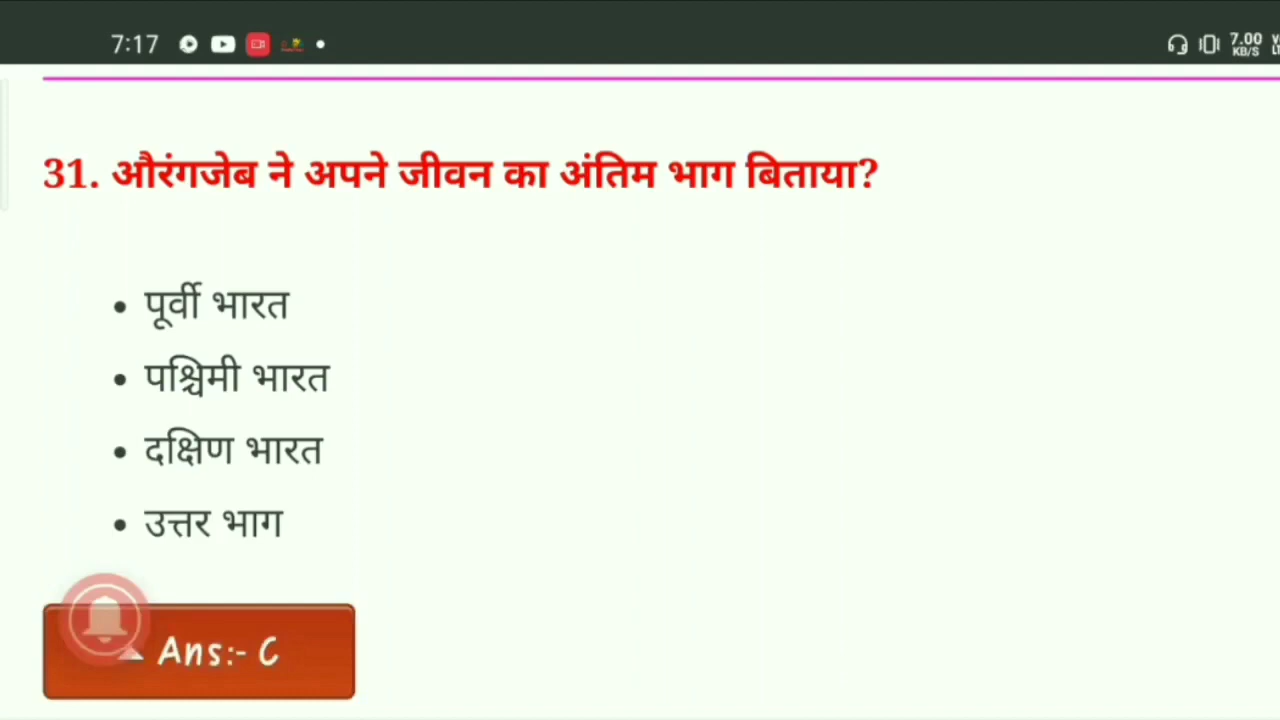 7:17
7.00
KB/S
31. औरंगजेब ने अपने जीवन का अंतिम भाग बिताया?
• पूर्वी भारत
• पश्चिमी भारत
• दक्षिण भारत
• उत्तर भाग
Ans:- C